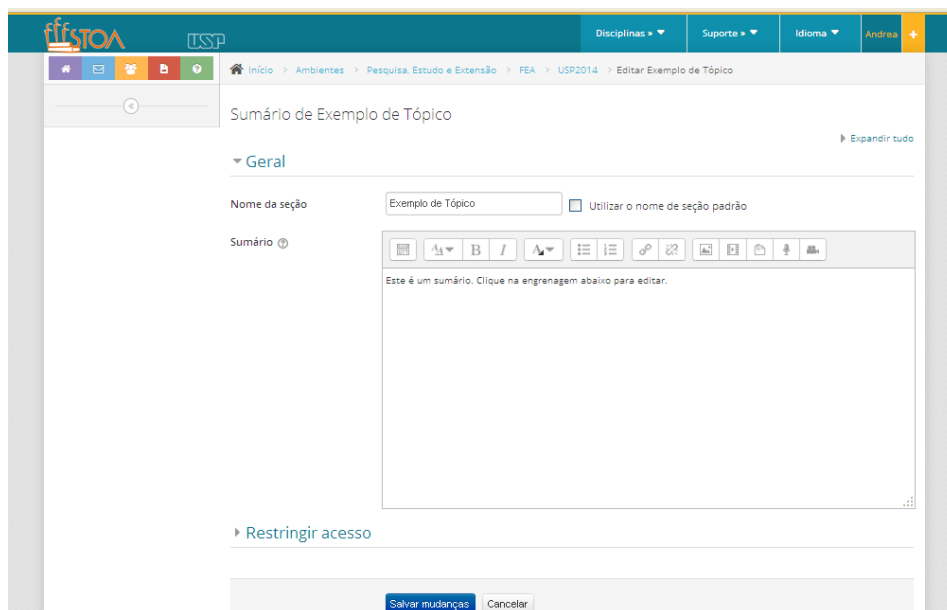 STOA
USP
Disciplinas » Suporte » Idioma Andrea +
Início > Ambientes > Pesquisa, Estudo e Extensão > FEA > USP2014 > Editar Exemplo de Tópico
Sumário de Exemplo de Tópico
Expandir tudo
Geral
Nome da seção Exemplo de Tópico Utilizar o nome de seção padrão
Sumário
B I
Este é um sumário. Clique na engrenagem abaixo para editar.
Restringir acesso
Salvar mudanças Cancelar